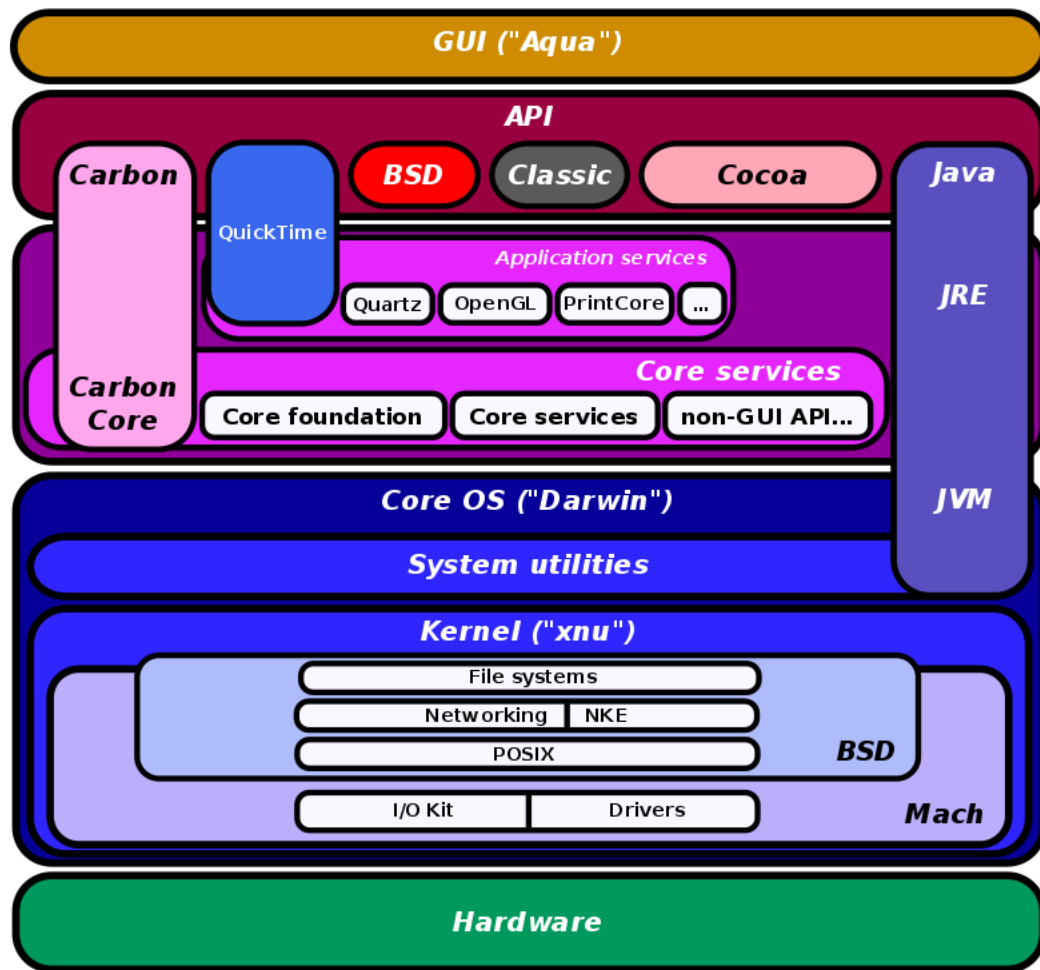 GUI ("Aqua")
API
Carbon
QuickTime
BSD
Classic
Cocoa
Java
Application services
Quartz
OpenGL
PrintCore
...
JRE
Core services
Carbon
Core
Core foundation
Core services
non-GUI API...
Core OS ("Darwin")
JVM
System utilities
Kernel ("xnu")
File systems
Networking
NKE
POSIX
BSD
I/O Kit
Drivers
Mach
Hardware